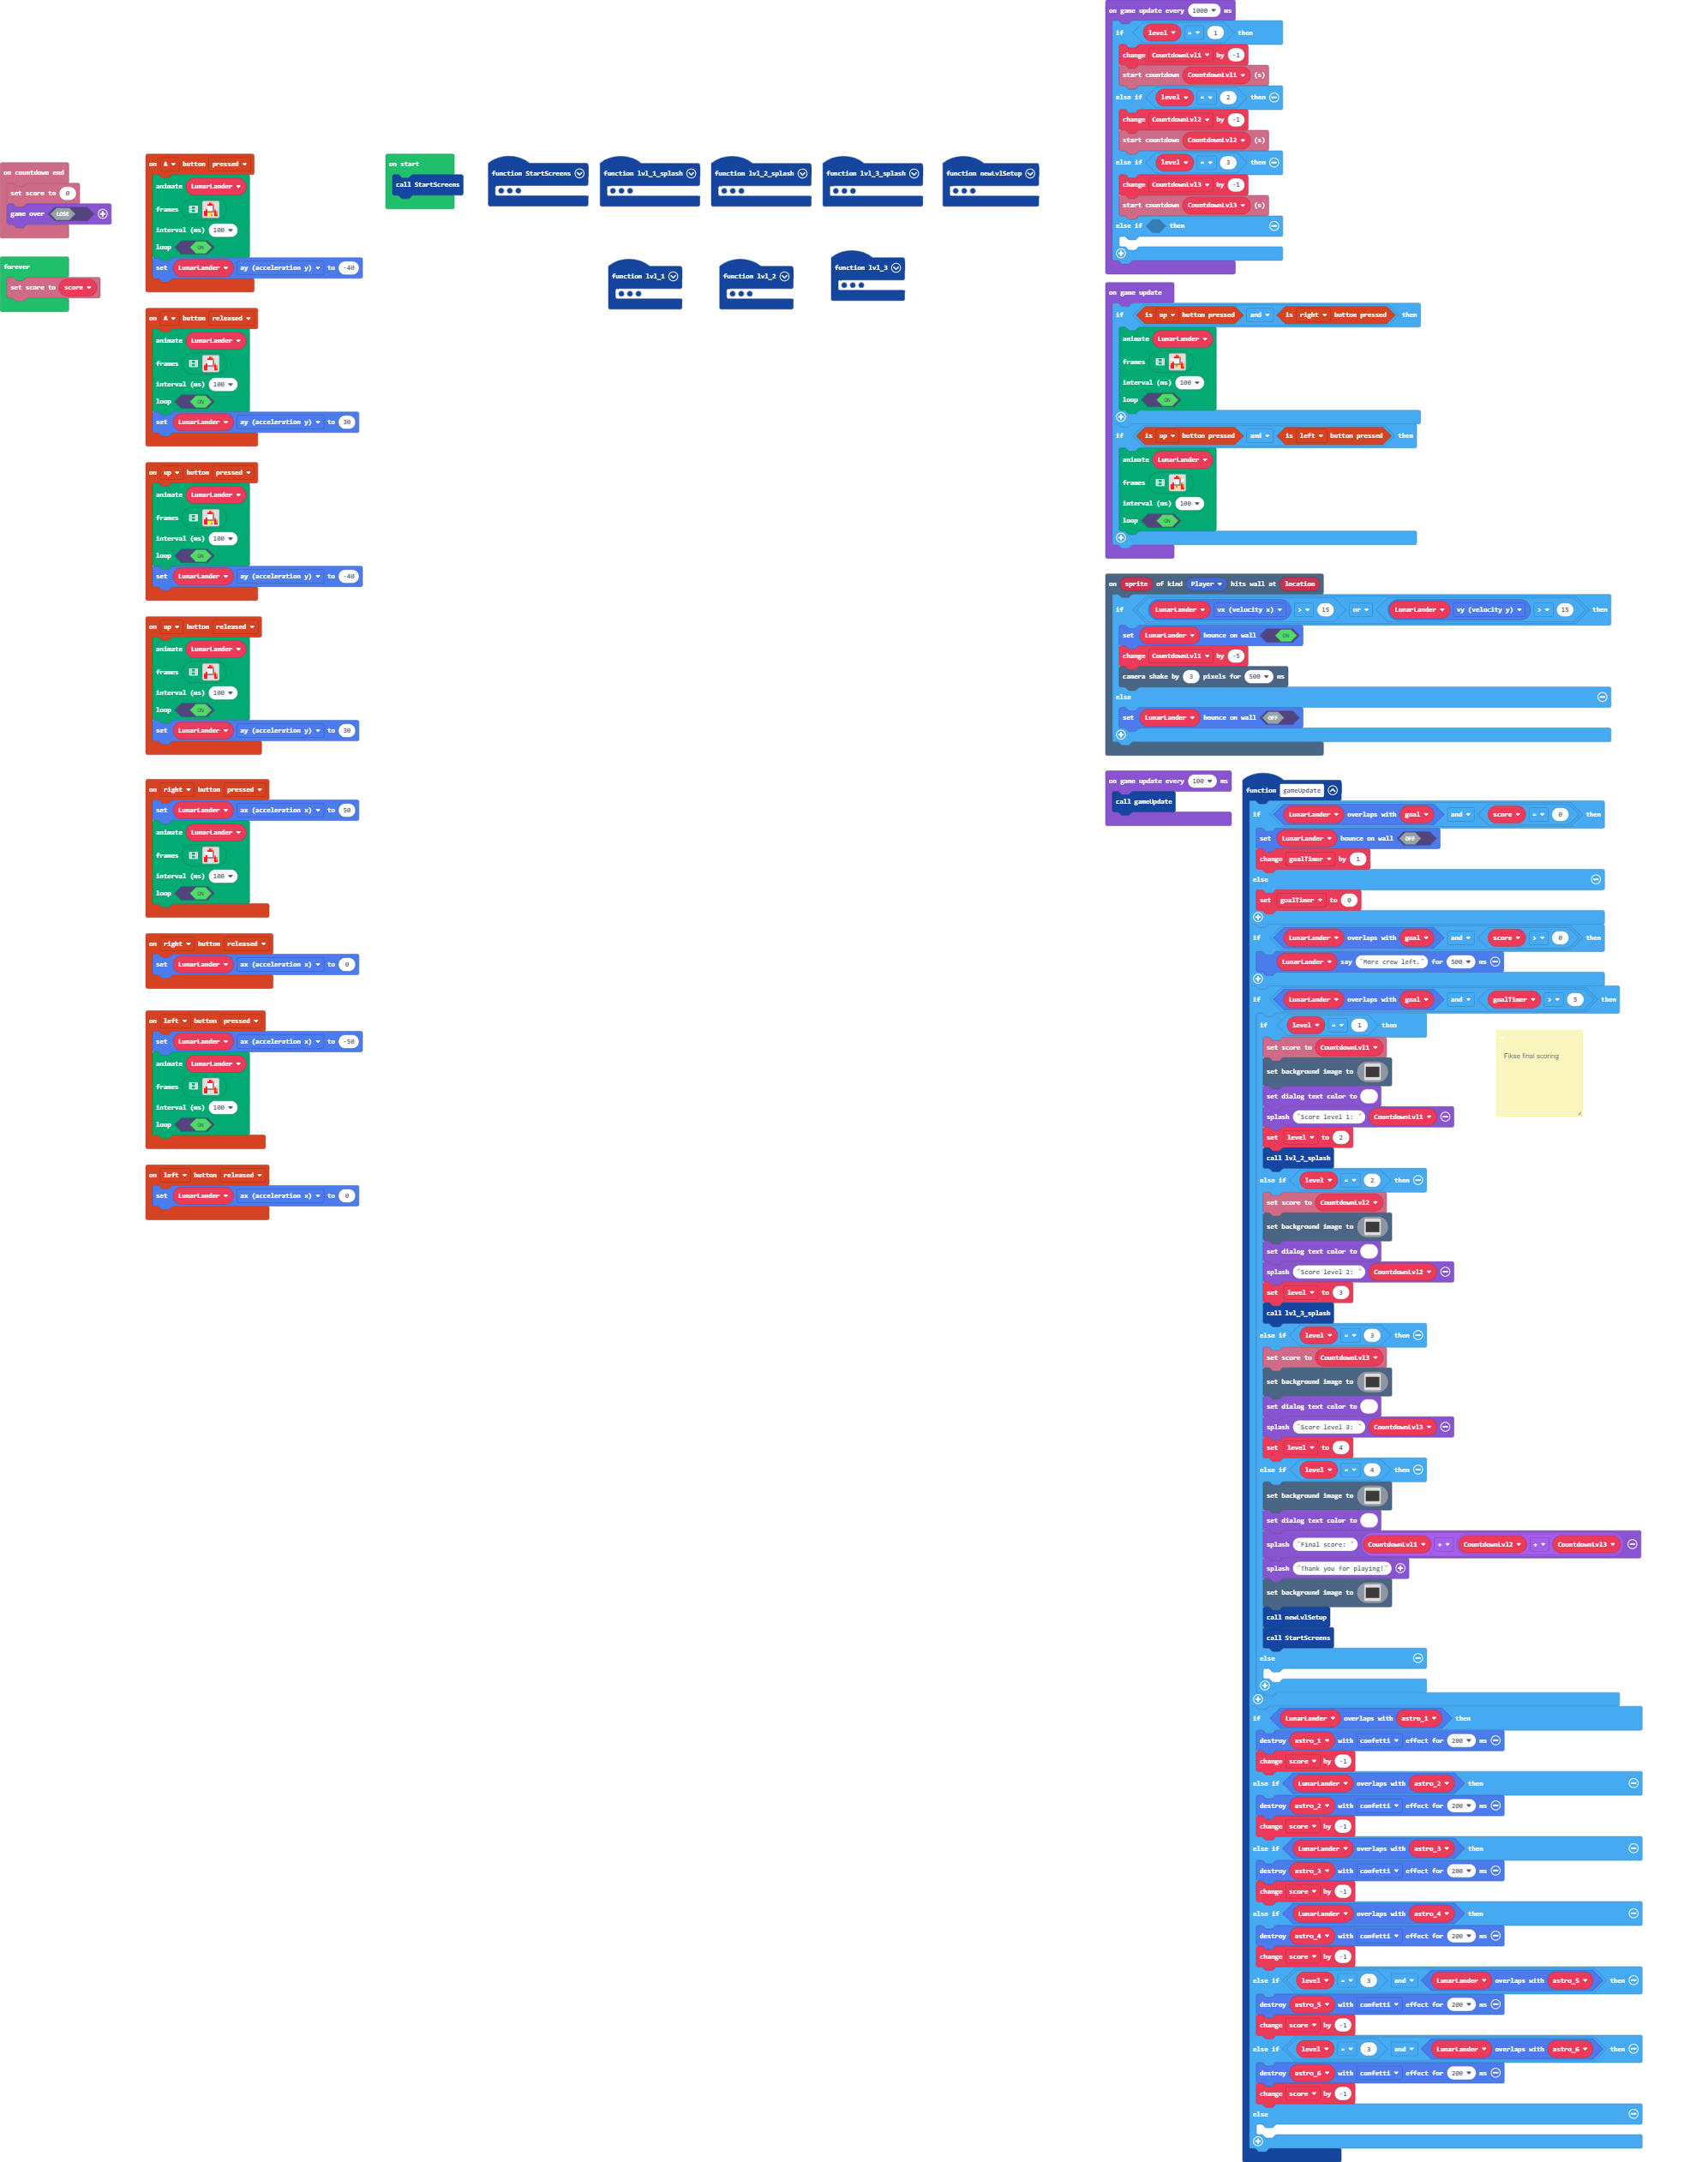 on countdown end
set score to 0
game over LOSE
forever
set score to score
on A button pressed
animate LunarLander
frames
interval (ms) 100
loop ON
set LunarLander ay (acceleration y) to -40
on A button released
animate LunarLander
frames
interval (ms) 100
loop ON
set LunarLander ay (acceleration y) to 30
on up button pressed
animate LunarLander
frames
interval (ms) 100
loop ON
set LunarLander ay (acceleration y) to -40
on up button released
animate LunarLander
frames
interval (ms) 100
loop ON
set LunarLander ay (acceleration y) to 30
on right button pressed
set LunarLander ax (acceleration x) to 50
animate LunarLander
frames
interval (ms) 100
loop ON
on right button released
set LunarLander ax (acceleration x) to 0
on left button pressed
set LunarLander ax (acceleration x) to -50
animate LunarLander
frames
interval (ms) 100
loop ON
on left button released
set LunarLander ax (acceleration x) to 0
on start
call StartScreens
function StartScreens
function lvl_1_splash
function lvl_2_splash
function lvl_3_splash
function newLvlSetup
function lvl_1
function lvl_2
function lvl_3
on game update every 1000 ms
if level = 1 then
change CountdownLvl1 by -1
start countdown CountdownLvl1 (s)
else if level = 2 then
change CountdownLvl2 by -1
start countdown CountdownLvl2 (s)
else if level = 3 then
change CountdownLvl3 by -1
start countdown CountdownLvl3 (s)
else if then
on game update
if is up button pressed and is right button pressed then
animate LunarLander
frames
interval (ms) 100
loop ON
if is up button pressed and is left button pressed then
animate LunarLander
frames
interval (ms) 100
loop ON
on sprite of kind Player hits wall at location
if LunarLander vx (velocity x) > 15 or LunarLander vy (velocity y) > 15 then
set LunarLander bounce on wall ON
change CountdownLvl1 by -5
camera shake by 3 pixels for 500 ms
else
set LunarLander bounce on wall OFF
on game update every 100 ms
call gameUpdate
function gameUpdate
if LunarLander overlaps with goal and score = 0 then
set LunarLander bounce on wall OFF
change goalTimer by 1
else
set goalTimer to 0
if LunarLander overlaps with goal and score > 0 then
LunarLander say "More crew left." for 500 ms
if LunarLander overlaps with goal and goalTimer > 5 then
if level = 1 then
set score to CountdownLvl1
set background image to
set dialog text color to
splash "Score level 1: " CountdownLvl1
set level to 2
call lvl_2_splash
else if level = 2 then
set score to CountdownLvl2
set background image to
set dialog text color to
splash "Score level 2: " CountdownLvl2
set level to 3
call lvl_3_splash
else if level = 3 then
set score to CountdownLvl3
set background image to
set dialog text color to
splash "Score level 3: " CountdownLvl3
set level to 4
else if level = 4 then
set background image to
set dialog text color to
splash "Final score: " CountdownLvl1 + CountdownLvl2 + CountdownLvl3
splash "Thank you for playing!"
set background image to
call newLvlSetup
call StartScreens
else
if LunarLander overlaps with astro_1 then
destroy astro_1 with confetti effect for 200 ms
change score by -1
else if LunarLander overlaps with astro_2 then
destroy astro_2 with confetti effect for 200 ms
change score by -1
else if LunarLander overlaps with astro_3 then
destroy astro_3 with confetti effect for 200 ms
change score by -1
else if LunarLander overlaps with astro_4 then
destroy astro_4 with confetti effect for 200 ms
change score by -1
else if level = 3 and LunarLander overlaps with astro_5 then
destroy astro_5 with confetti effect for 200 ms
change score by -1
else if level = 3 and LunarLander overlaps with astro_6 then
destroy astro_6 with confetti effect for 200 ms
change score by -1
else
Fikse final scoring